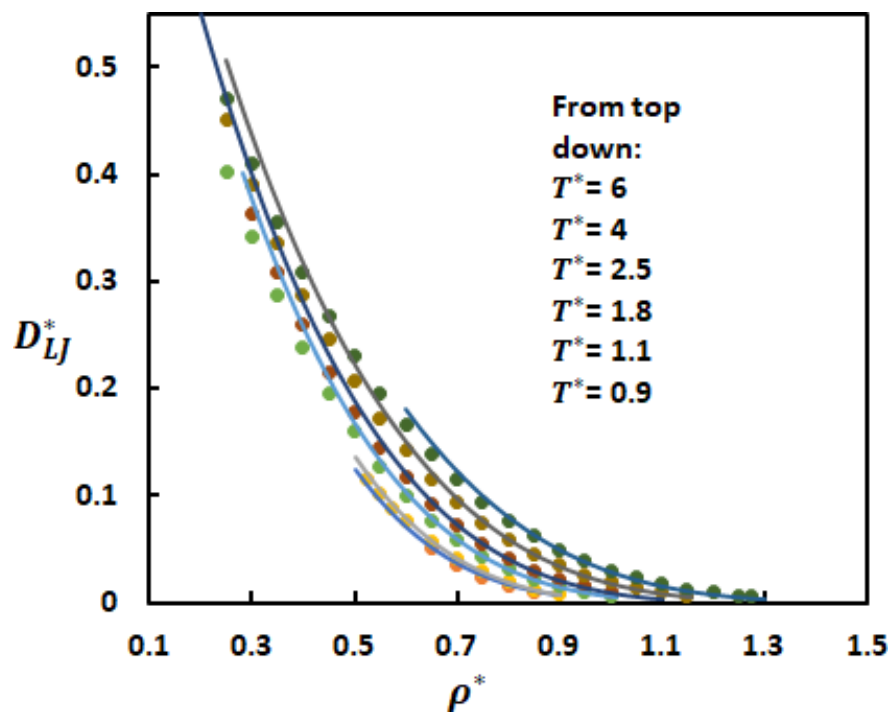 0.5
0.4
0.3
0.2
0.1
0
D*LJ
From top
down:
T*= 6
T*= 4
T*= 2.5
T*= 1.8
T*= 1.1
T*= 0.9
0.1 0.3 0.5 0.7 0.9 1.1 1.3 1.5
ρ*